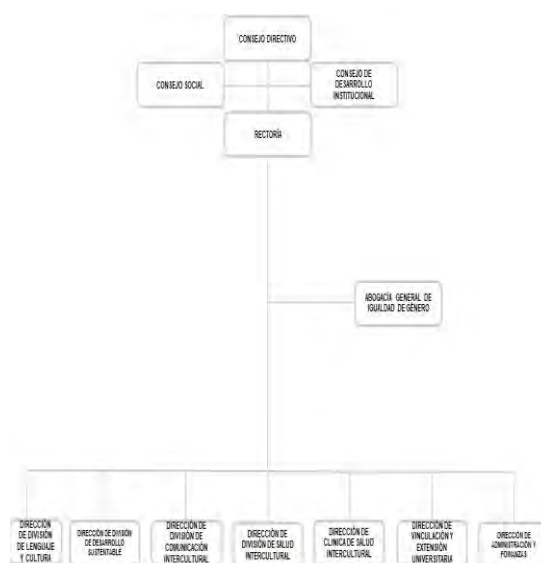 CONSEJO DIRECTIVO
CONSEJO SOCIAL
CONSEJO DE
DESARROLLO
INSTITUCIONAL
RECTORÍA
ABOGACÍA GENERAL DE
IGUALDAD DE GÉNERO
DIRECCIÓN
DE DIVISIÓN
DE LENGUAJE
Y CULTURA
DIRECCIÓN DE DIVISIÓN
DE DESARROLLO
SUSTENTABLE
DIRECCIÓN DE
DIVISIÓN DE
COMUNICACIÓN
INTERCULTURAL
DIRECCIÓN DE
DIVISIÓN DE SALUD
INTERCULTURAL
DIRECCIÓN DE
CLINICA DE SALUD
INTERCULTURAL
DIRECCIÓN DE
VINCULACIÓN Y
EXTENSIÓN
UNIVERSITARIA
DIRECCIÓN DE
ADMINISTRACIÓN Y
FINANZAS